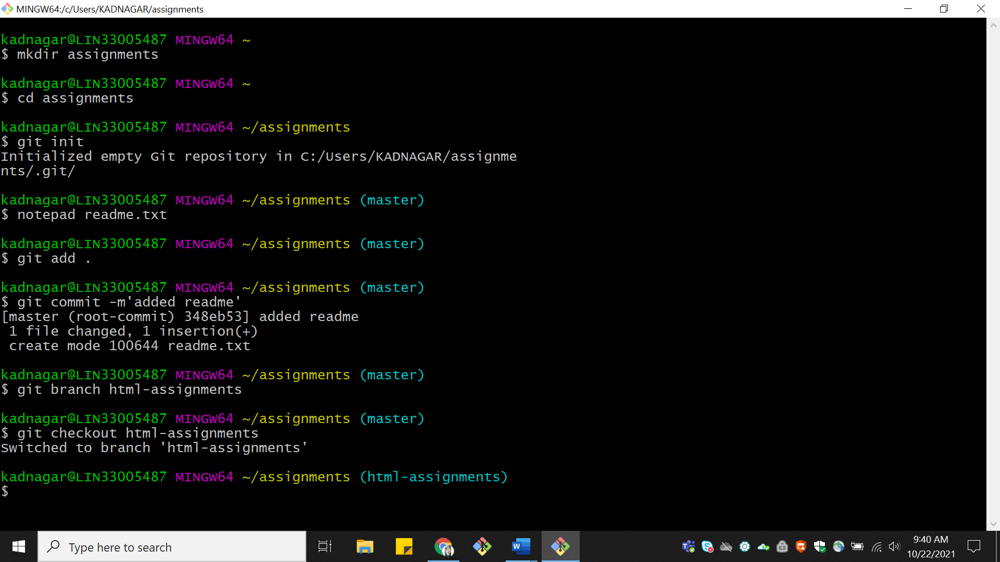 MINGW64:/c/Users/KADNAGAR/assignments
kadnagar@LIN33005487 MINGW64 ~
$ mkdir assignments
kadnagar@LIN33005487 MINGW64 ~
$ cd assignments
kadnagar@LIN33005487 MINGW64 ~/assignments
$ git init
Initialized empty Git repository in C:/Users/KADNAGAR/assignme
nts/.git/
kadnagar@LIN33005487 MINGW64 ~/assignments (master)
$ notepad readme.txt
kadnagar@LIN33005487 MINGW64 ~/assignments (master)
$ git add .
kadnagar@LIN33005487 MINGW64 ~/assignments (master)
$ git commit -m'added readme'
[master (root-commit) 348eb53] added readme
 1 file changed, 1 insertion(+)
 create mode 100644 readme.txt
kadnagar@LIN33005487 MINGW64 ~/assignments (master)
$ git branch html-assignments
kadnagar@LIN33005487 MINGW64 ~/assignments (master)
$ git checkout html-assignments
Switched to branch 'html-assignments'
kadnagar@LIN33005487 MINGW64 ~/assignments (html-assignments)
$
Type here to search
9:40 AM
10/22/2021